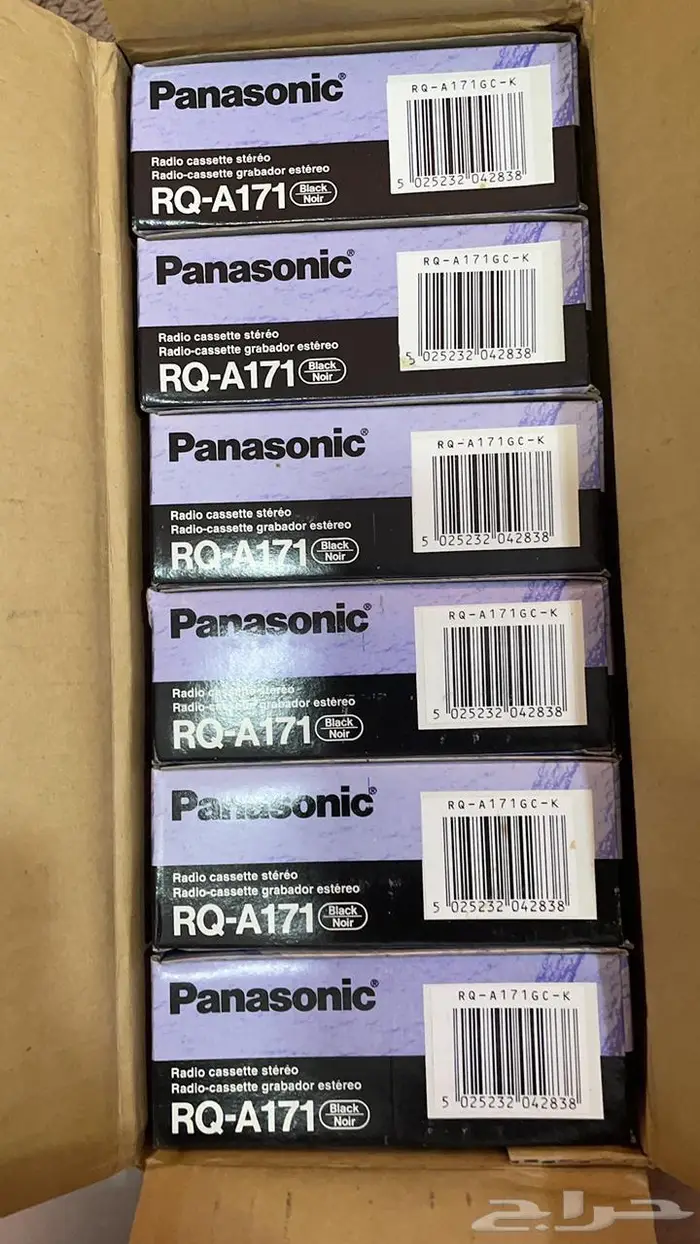 Panasonic®
RQ-A171GC-K
5 025232 042838
Radio cassette stéréo
Radio-cassette grabador estéreo
RQ-A171 Black
Noir
Panasonic®
RQ-A171GC-K
5 025232 042838
Radio cassette stéréo
Radio-cassette grabador estéreo
RQ-A171 Black
Noir
Panasonic®
RQ-A171GC-K
5 025232 042838
Radio cassette stéréo
Radio-cassette grabador estéreo
RQ-A171 Black
Noir
Panasonic®
RQ-A171GC-K
5 025232 042838
Radio cassette stéréo
Radio-cassette grabador estéreo
RQ-A171 Black
Noir
Panasonic®
RQ-A171GC-K
5 025232 042838
Radio cassette stéréo
Radio-cassette grabador estéreo
RQ-A171 Black
Noir
Panasonic®
RQ-A171GC-K
5 025232 042838
Radio cassette stéréo
Radio-cassette grabador estéreo
RQ-A171 Black
Noir
حراج